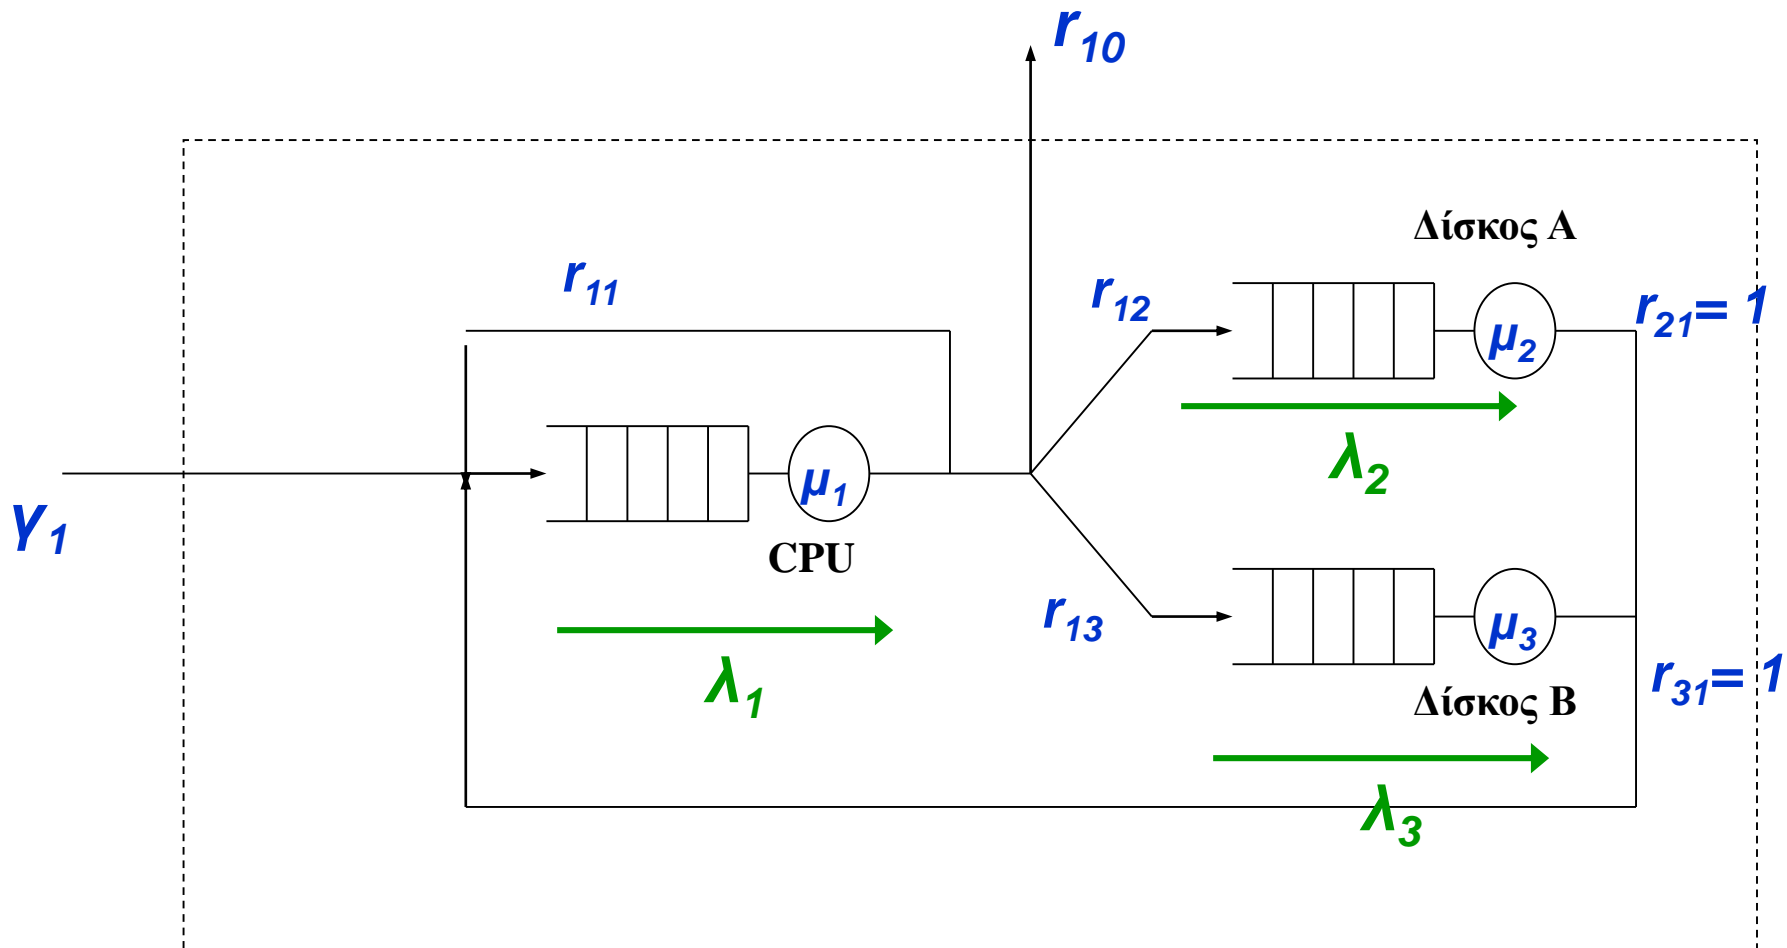 r10
Δίσκος Α
r11
r12
r21= 1
μ2
λ2
μ1
γ1
CPU
r13
μ3
λ1
r31= 1
Δίσκος Β
λ3